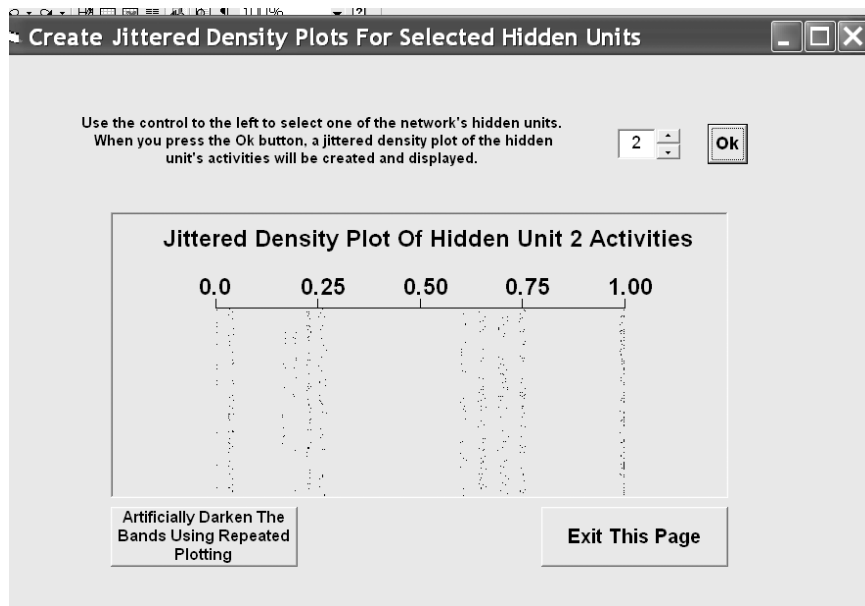 Create Jittered Density Plots For Selected Hidden Units
Use the control to the left to select one of the network's hidden units.
When you press the Ok button, a jittered density plot of the hidden
unit's activities will be created and displayed.
2
Ok
Jittered Density Plot Of Hidden Unit 2 Activities
0.0 0.25 0.50 0.75 1.00
Artificially Darken The
Bands Using Repeated
Plotting
Exit This Page